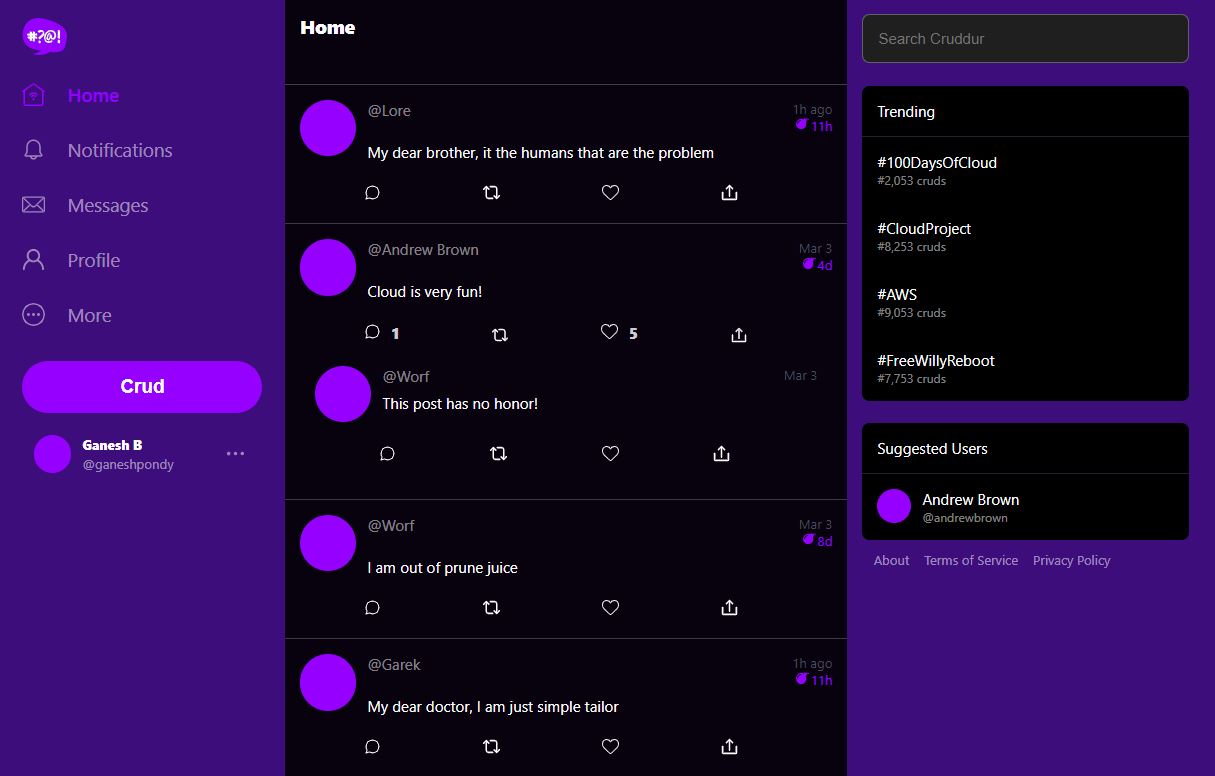 #?@!
Home
Notifications
Messages
Profile
More
Crud
Ganesh B
@ganeshpondy
Home
@Lore
1h ago
11h
My dear brother, it the humans that are the problem
@Andrew Brown
Mar 3
4d
Cloud is very fun!
1
5
@Worf
Mar 3
This post has no honor!
@Worf
Mar 3
8d
I am out of prune juice
@Garek
1h ago
11h
My dear doctor, I am just simple tailor
Search Cruddur
Trending
#100DaysOfCloud
#2,053 cruds
#CloudProject
#8,253 cruds
#AWS
#9,053 cruds
#FreeWillyReboot
#7,753 cruds
Suggested Users
Andrew Brown
@andrewbrown
About Terms of Service Privacy Policy